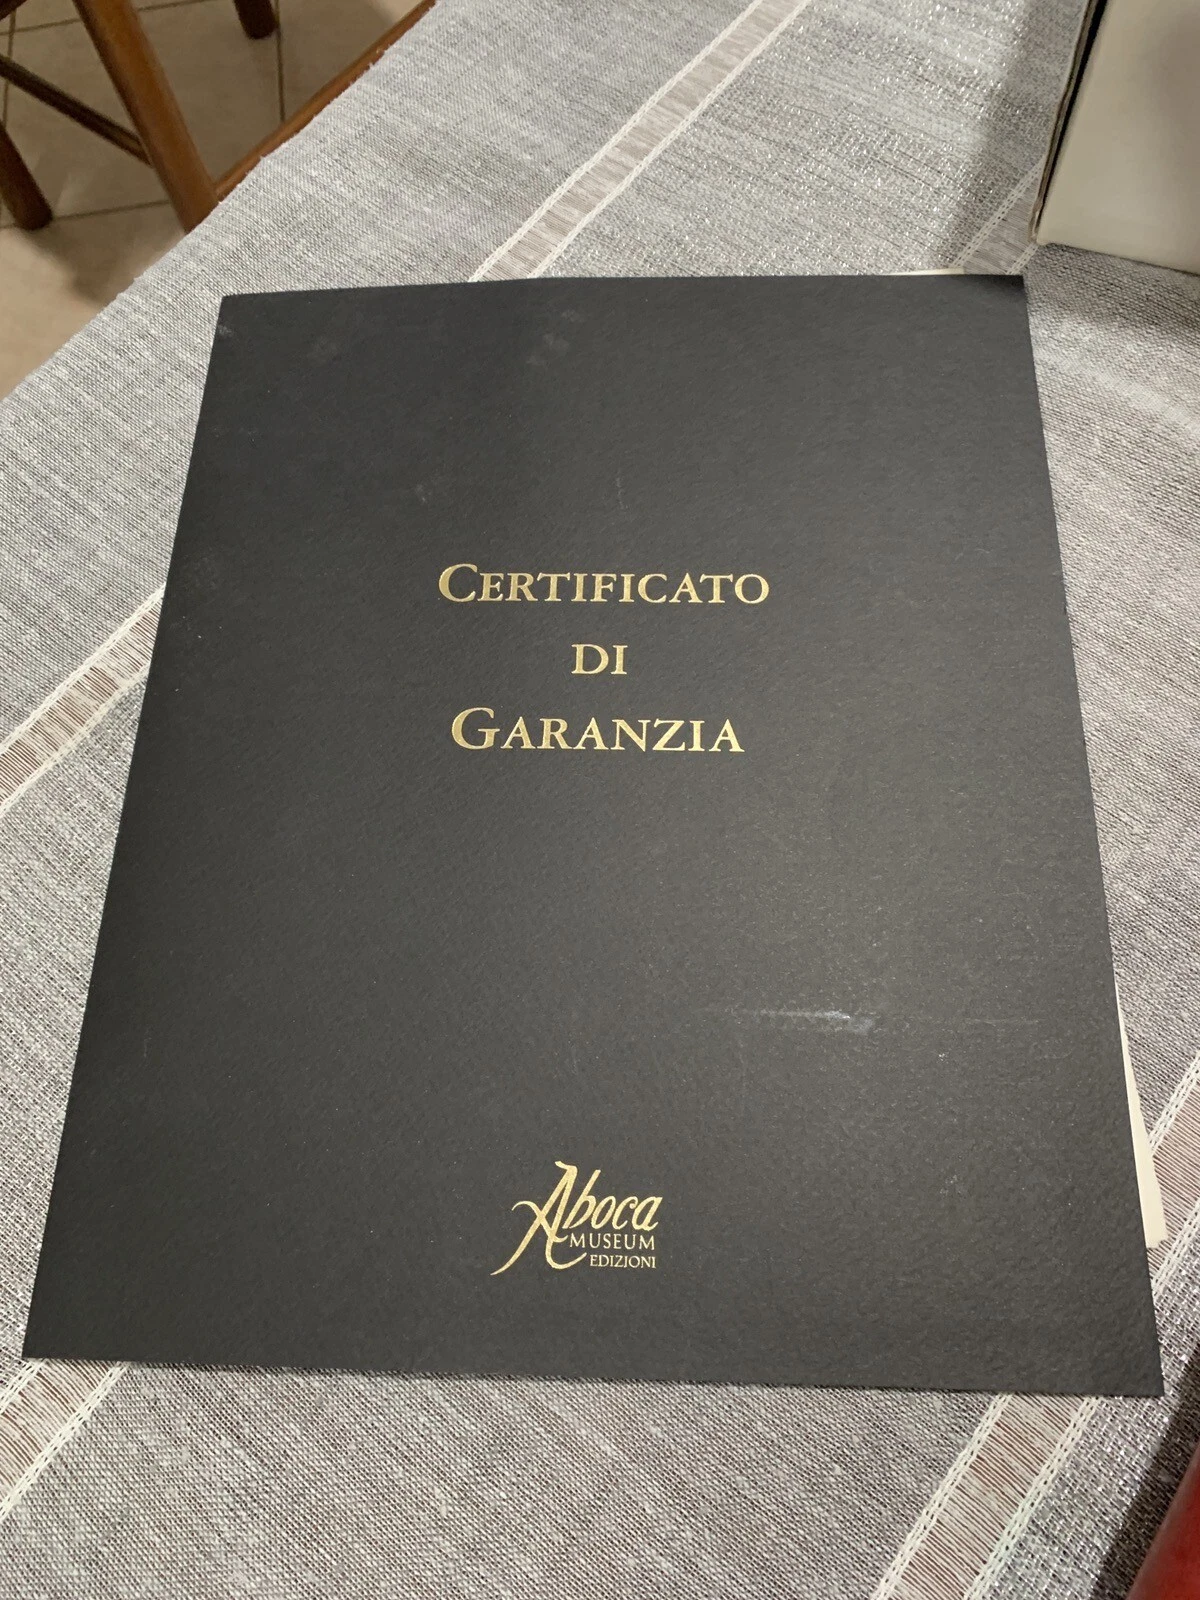 CERTIFICATO
DI
GARANZIA
Aboca
MUSEUM
EDIZIONI